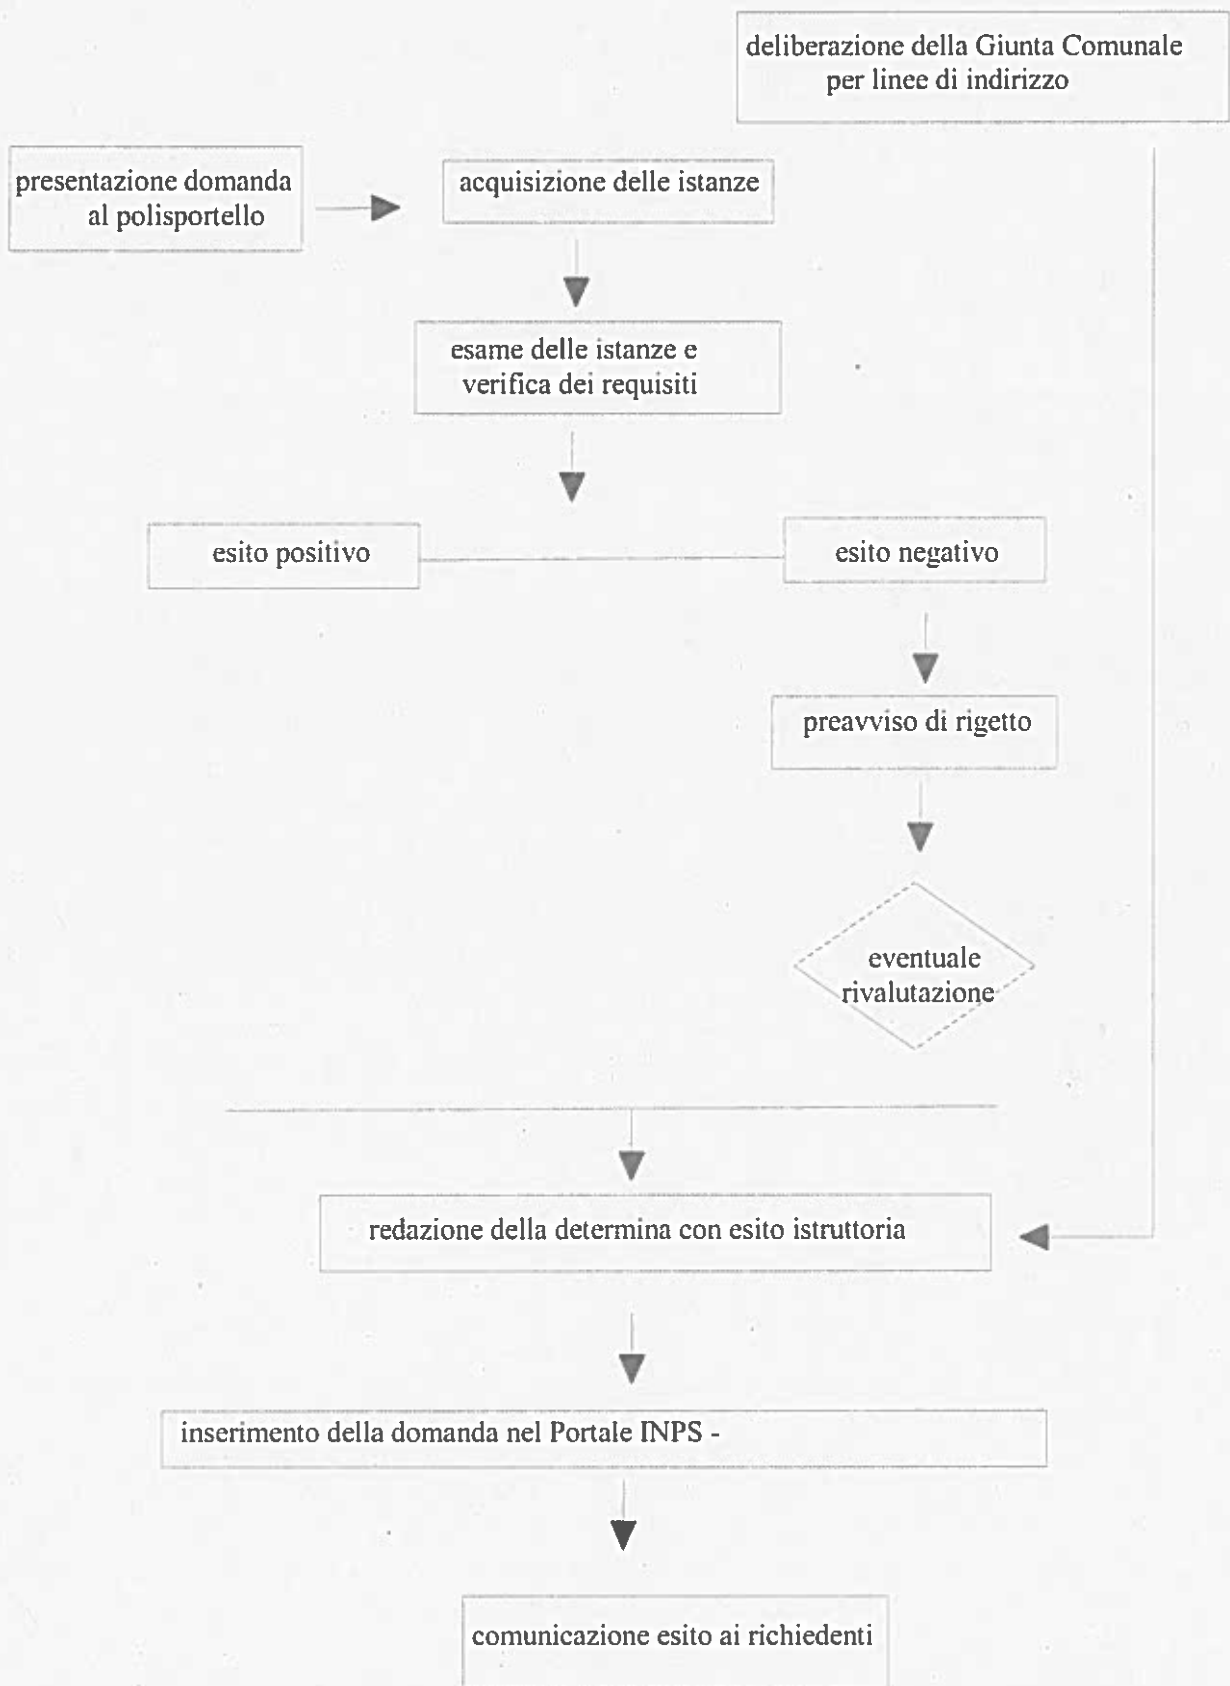 deliberazione della Giunta Comunale
per linee di indirizzo
presentazione domanda
al polisportello
acquisizione delle istanze
esame delle istanze e
verifica dei requisiti
esito positivo
esito negativo
preavviso di rigetto
eventuale
rivalutazione
redazione della determina con esito istruttoria
inserimento della domanda nel Portale INPS -
comunicazione esito ai richiedenti